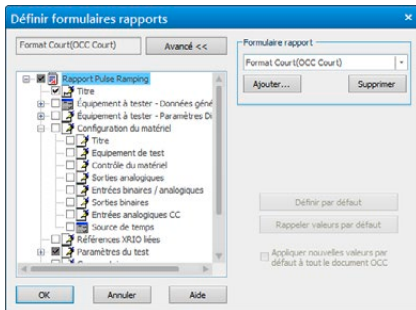 Définir formulaires rapports
Format Court(OCC Court)
Avancé <<
Formulaire rapport
Format Court(OCC Court)
Ajouter...
Supprimer
Rapport Pulse Ramping
Titre
Équipement à tester - Données géné
Équipement à tester - Paramètres Di
Configuration du matériel
Titre
Equipement de test
Contrôle du matériel
Sorties analogiques
Entrées binaires / analogiques
Sorties binaires
Entrées analogiques CC
Source de temps
Références XRIO liées
Paramètres du test
Définir par défaut
Rappeler valeurs par défaut
Appliquer nouvelles valeurs par
défaut à tout le document OCC
OK
Annuler
Aide